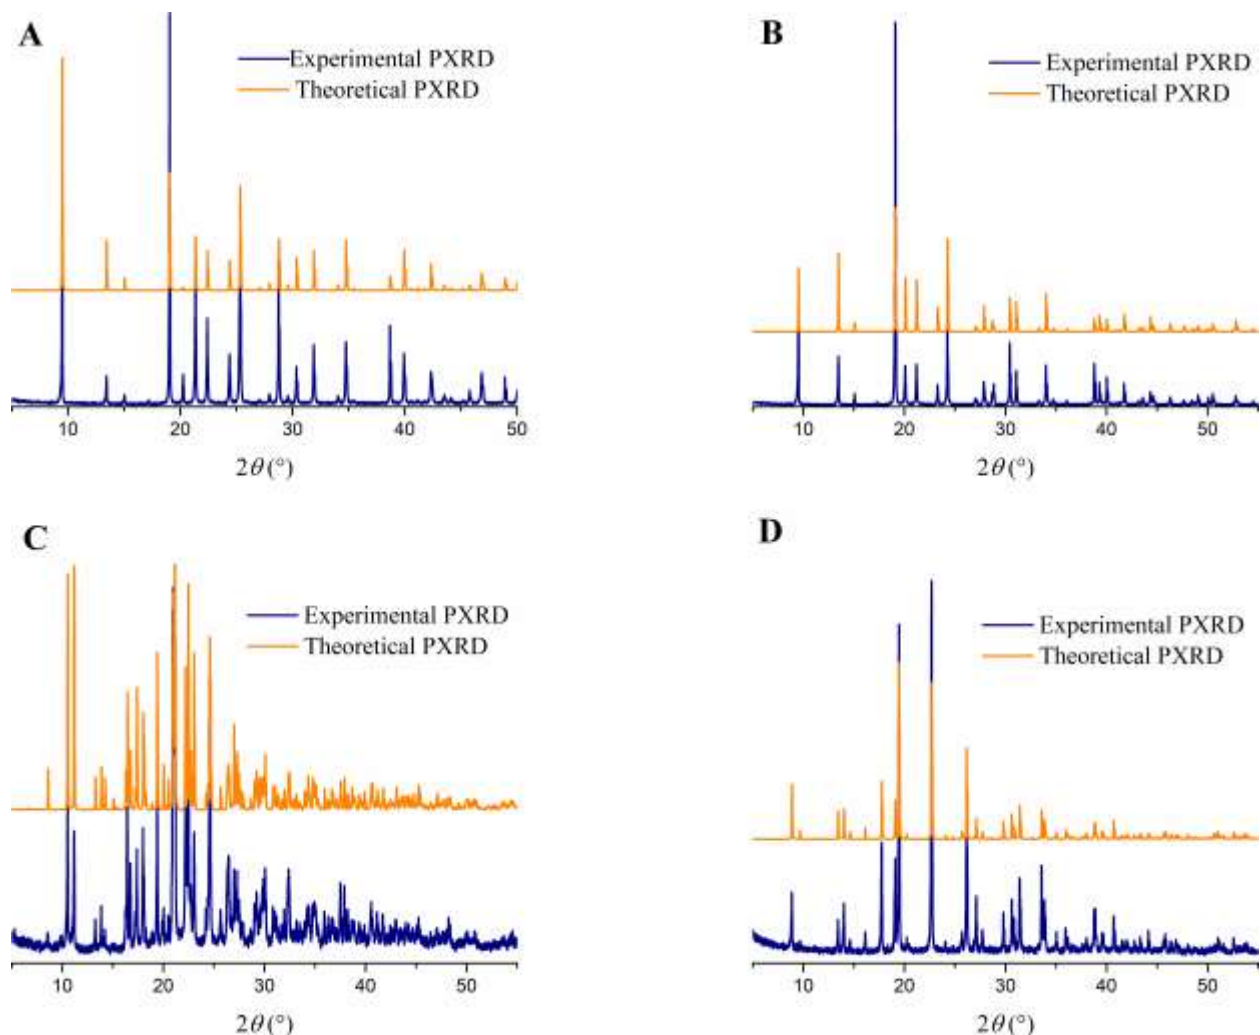 A
Experimental PXRD
Theoretical PXRD
10 20 30 40 50
2θ(°)
B
Experimental PXRD
Theoretical PXRD
10 20 30 40 50
2θ(°)
C
Experimental PXRD
Theoretical PXRD
10 20 30 40 50
2θ(°)
D
Experimental PXRD
Theoretical PXRD
10 20 30 40 50
2θ(°)